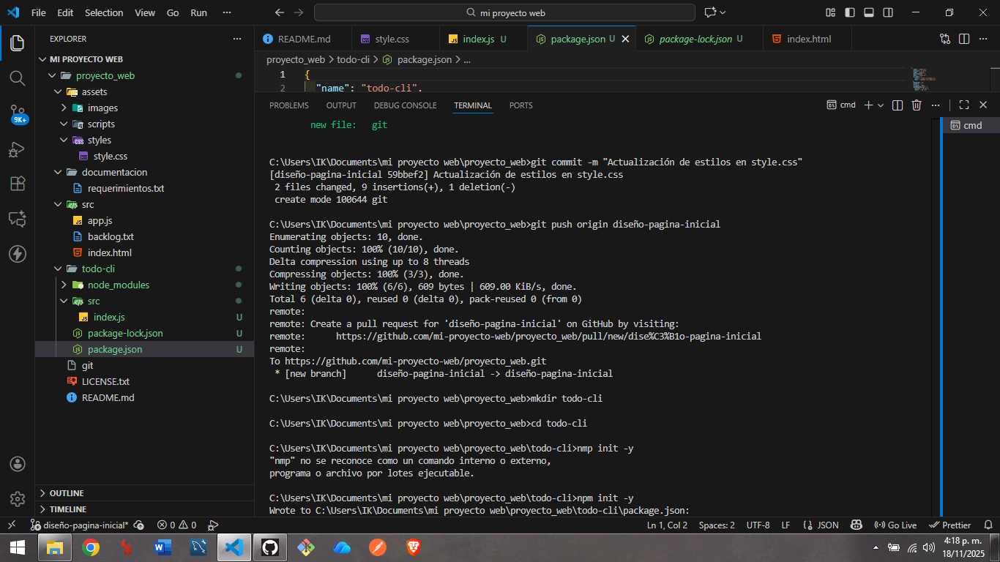 File Edit Selection View Go Run ···
mi proyecto web
EXPLORER
MI PROYECTO WEB
proyecto_web
assets
images
scripts
styles
style.css
documentacion
requerimientos.txt
src
app.js
backlog.txt
index.html
todo-cli
node_modules
src
index.js U
package-lock.json U
package.json U
git
LICENSE.txt
README.md
OUTLINE
TIMELINE
9K+
README.md style.css index.js U package.json U package-lock.json U index.html
proyecto_web > todo-cli > package.json > ...
1 {
2 "name": "todo-cli",
PROBLEMS OUTPUT DEBUG CONSOLE TERMINAL PORTS
cmd
cmd
new file: git
C:\Users\IK\Documents\mi proyecto web\proyecto_web>git commit -m "Actualización de estilos en style.css"
[diseño-pagina-inicial 59bbef2] Actualización de estilos en style.css
2 files changed, 9 insertions(+), 1 deletion(-)
create mode 100644 git
C:\Users\IK\Documents\mi proyecto web\proyecto_web>git push origin diseño-pagina-inicial
Enumerating objects: 10, done.
Counting objects: 100% (10/10), done.
Delta compression using up to 8 threads
Compressing objects: 100% (3/3), done.
Writing objects: 100% (6/6), 609 bytes | 609.00 KiB/s, done.
Total 6 (delta 0), reused 0 (delta 0), pack-reused 0 (from 0)
remote:
remote: Create a pull request for 'diseño-pagina-inicial' on GitHub by visiting:
remote: https://github.com/mi-proyecto-web/proyecto_web/pull/new/dise%C3%B1o-pagina-inicial
remote:
To https://github.com/mi-proyecto-web/proyecto_web.git
* [new branch] diseño-pagina-inicial -> diseño-pagina-inicial
C:\Users\IK\Documents\mi proyecto web\proyecto_web>mkdir todo-cli
C:\Users\IK\Documents\mi proyecto web\proyecto_web>cd todo-cli
C:\Users\IK\Documents\mi proyecto web\proyecto_web\todo-cli>nmp init -y
"nmp" no se reconoce como un comando interno o externo,
programa o archivo por lotes ejecutable.
C:\Users\IK\Documents\mi proyecto web\proyecto_web\todo-cli>npm init -y
Wrote to C:\Users\IK\Documents\mi proyecto web\proyecto_web\todo-cli\package.json:
diseño-pagina-inicial* 0 0 Ln 1, Col 2 Spaces: 2 UTF-8 LF {} JSON Go Live Prettier
4:18 p. m.
18/11/2025